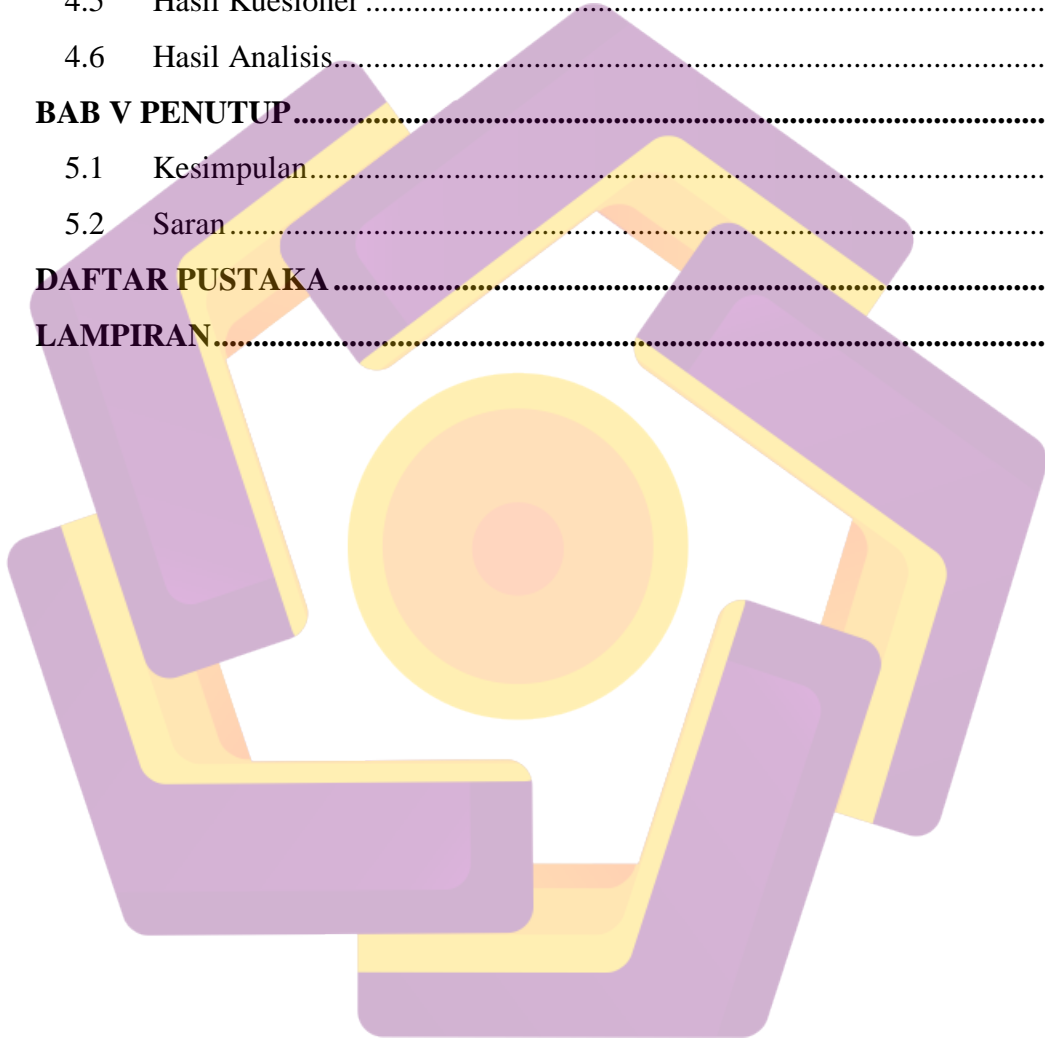 4.5 Hasil Kuesioner........................................................................................
4.6 Hasil Analisis............................................................................................
BAB V PENUTUP................................................................................................
5.1 Kesimpulan...............................................................................................
5.2 Saran.........................................................................................................
DAFTAR PUSTAKA...........................................................................................
LAMPIRAN..........................................................................................................